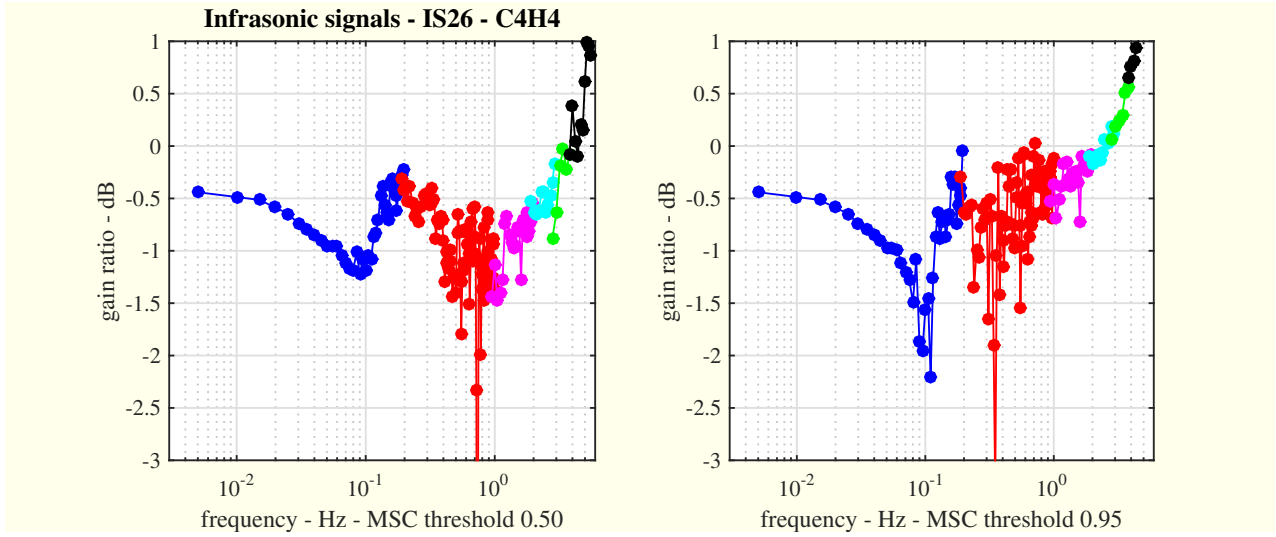 Infrasonic signals - IS26 - C4H4
1
0.5
0
-0.5
-1
-1.5
-2
-2.5
-3
gain ratio - dB
10^-2 10^-1 10^0
frequency - Hz - MSC threshold 0.50
1
0.5
0
-0.5
-1
-1.5
-2
-2.5
-3
gain ratio - dB
10^-2 10^-1 10^0
frequency - Hz - MSC threshold 0.95